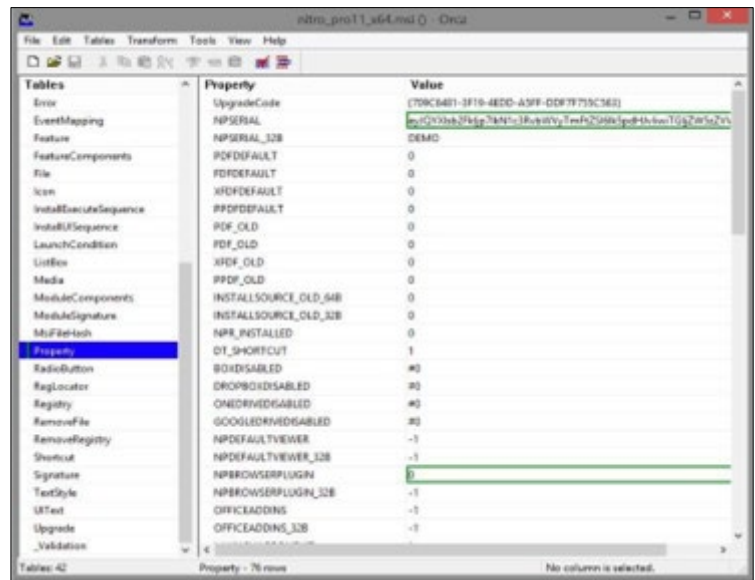 nitro_pro11_x64.msi () - Orca
File Edit Tables Transform Tools View Help
Tables
Error
EventMapping
Feature
FeatureComponents
File
Icon
InstallExecuteSequence
InstallUISequence
LaunchCondition
ListBox
Media
ModuleComponents
ModuleSignature
MsiFileHash
Property
RadioButton
RegLocator
Registry
RemoveFile
RemoveRegistry
Shortcut
Signature
TextStyle
UIText
Upgrade
_Validation
Property Value
UpgradeCode
NPSERIAL
NPSERIAL_32B DEMO
PDFDEFAULT 0
FDFDEFAULT 0
XFDFDEFAULT 0
PPDFDEFAULT 0
PDF_OLD 0
FDF_OLD 0
XFDF_OLD 0
PPDF_OLD 0
INSTALLSOURCE_OLD_64B 0
INSTALLSOURCE_OLD_32B 0
NPR_INSTALLED 0
DT_SHORTCUT 1
BOXDISABLED #0
DROPBOXDISABLED #0
ONEDRIVEDISABLED #0
GOOGLEDRIVEDISABLED #0
NPDEFAULTVIEWER -1
NPDEFAULTVIEWER_32B -1
NPBROWSERPLUGIN 0
NPBROWSERPLUGIN_32B -1
OFFICEADDINS -1
OFFICEADDINS_32B -1
Tables: 42 Property - 76 rows No column is selected.